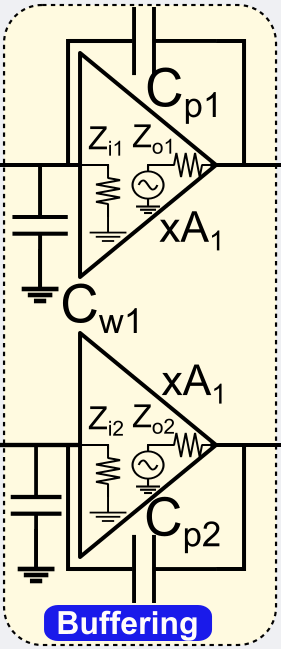 Cp1
Zi1
Zo1
xA1
Cw1
xA1
Zi2
Zo2
Cp2
Buffering